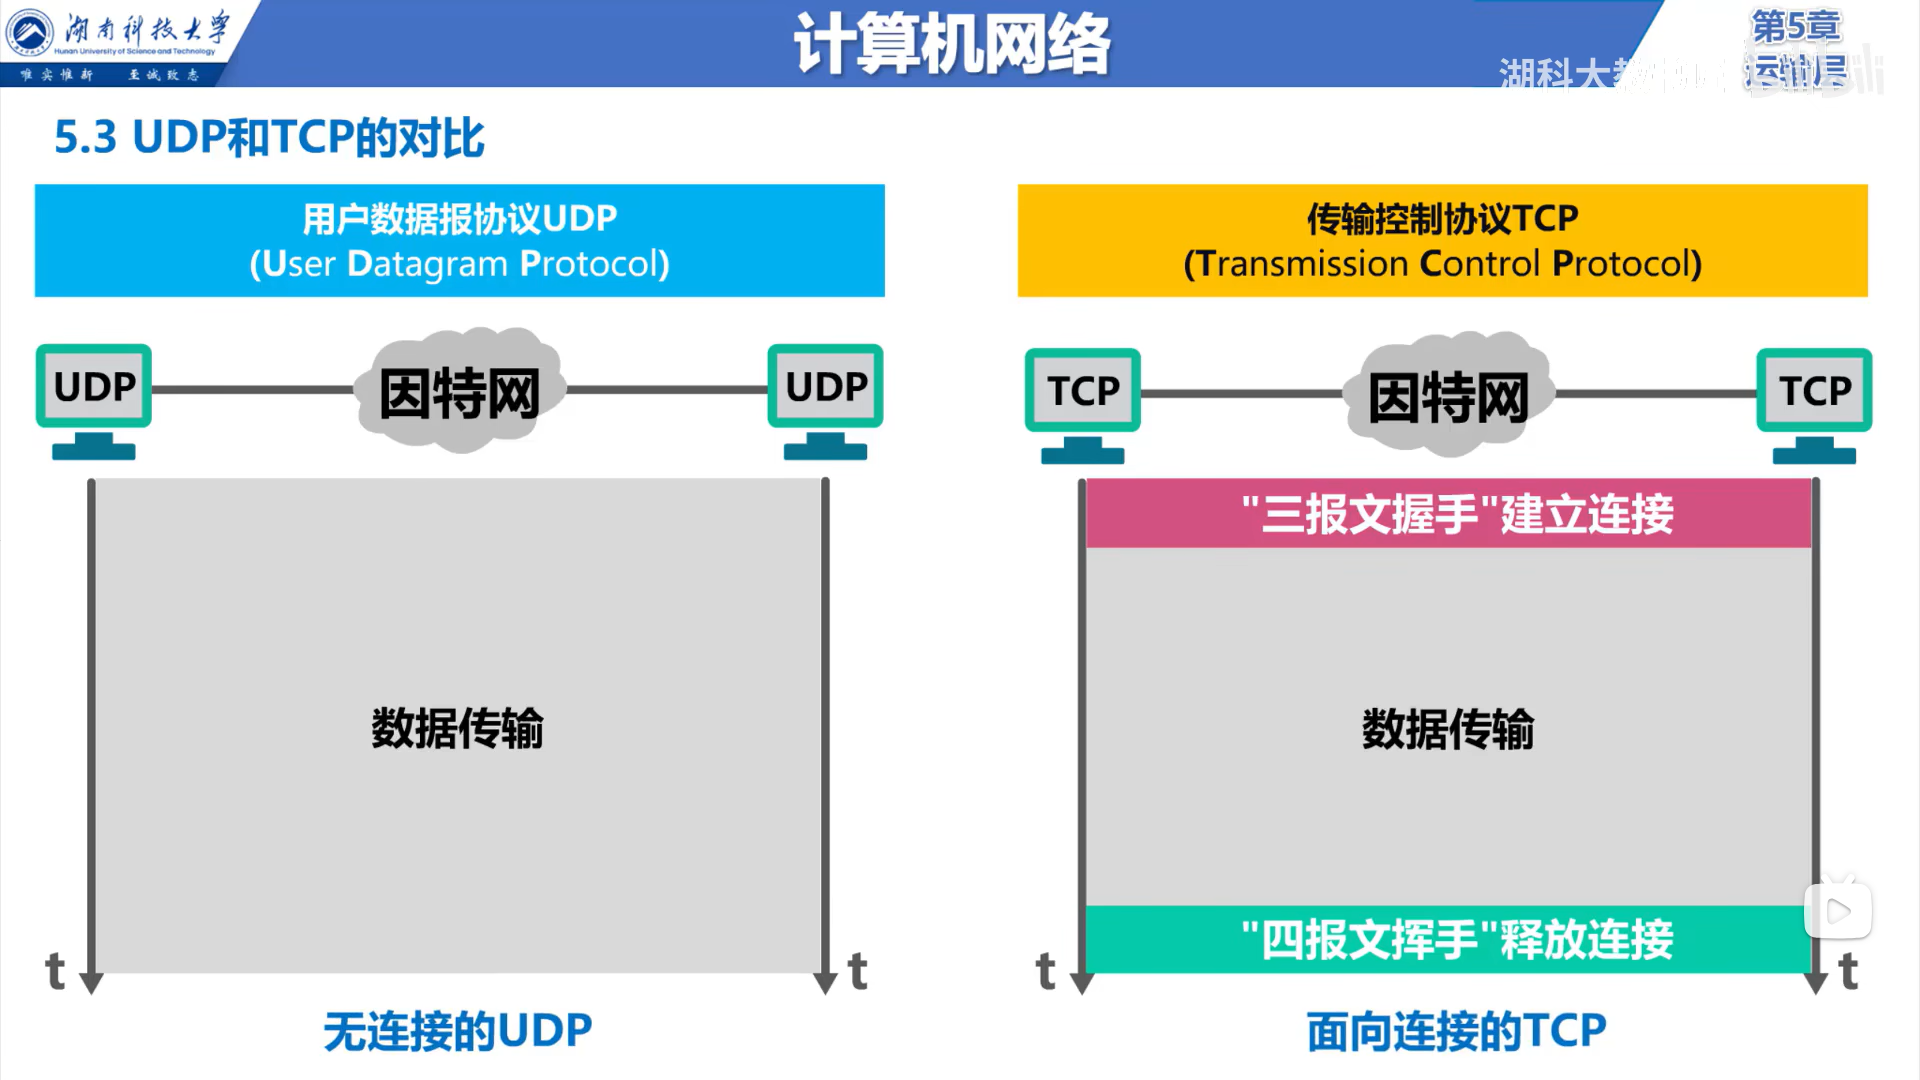 湖南科技大学
Hunan University of Science and Technology
唯实惟新 至诚致志
计算机网络
第5章
运输层
湖科大教
5.3 UDP和TCP的对比
用户数据报协议UDP
(User Datagram Protocol)
传输控制协议TCP
(Transmission Control Protocol)
UDP
因特网
UDP
TCP
因特网
TCP
数据传输
t
t
无连接的UDP
"三报文握手"建立连接
数据传输
"四报文挥手"释放连接
t
t
面向连接的TCP